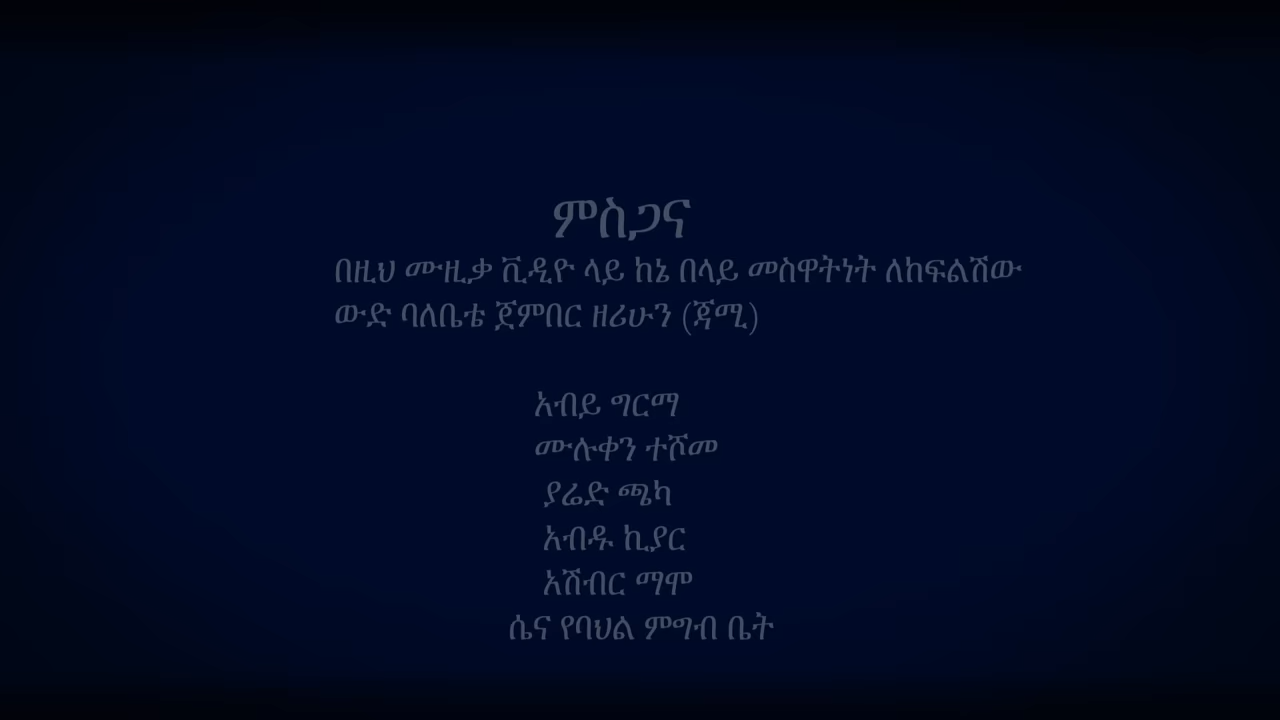 ምስጋና
በዚህ ሙዚቃ ቪዲዮ ላይ ከኔ በላይ መስዋትነት ለከፍልሽው
ውድ ባለቤቴ ጀምበር ዘሪሁን (ጃሚ)
አብይ ግርማ
ሙሉቀን ተሾመ
ያሬድ ጫካ
አብዱ ኪያር
አሸብር ማሞ
ሴና የባህል ምግብ ቤት